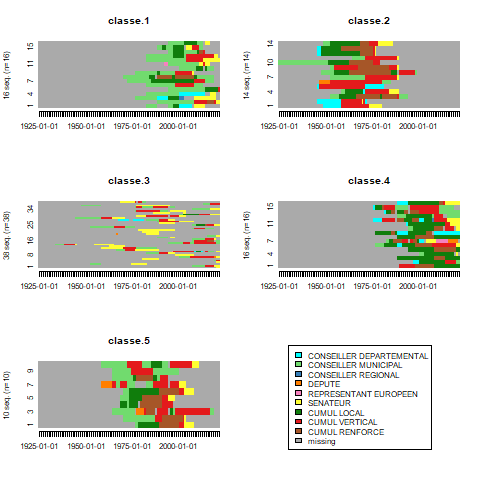 classe.1
16 seq. (n=16)
1 4 7 11 15
1925-01-01 1950-01-01 1975-01-01 2000-01-01
classe.2
14 seq. (n=14)
1 4 7 10 14
1925-01-01 1950-01-01 1975-01-01 2000-01-01
classe.3
38 seq. (n=38)
1 8 16 25 34
1925-01-01 1950-01-01 1975-01-01 2000-01-01
classe.4
16 seq. (n=16)
1 4 7 11 15
1925-01-01 1950-01-01 1975-01-01 2000-01-01
classe.5
10 seq. (n=10)
1 3 5 7 9
1925-01-01 1950-01-01 1975-01-01 2000-01-01
CONSEILLER DEPARTEMENTAL
CONSEILLER MUNICIPAL
CONSEILLER REGIONAL
DEPUTE
REPRESENTANT EUROPEEN
SENATEUR
CUMUL LOCAL
CUMUL VERTICAL
CUMUL RENFORCE
missing